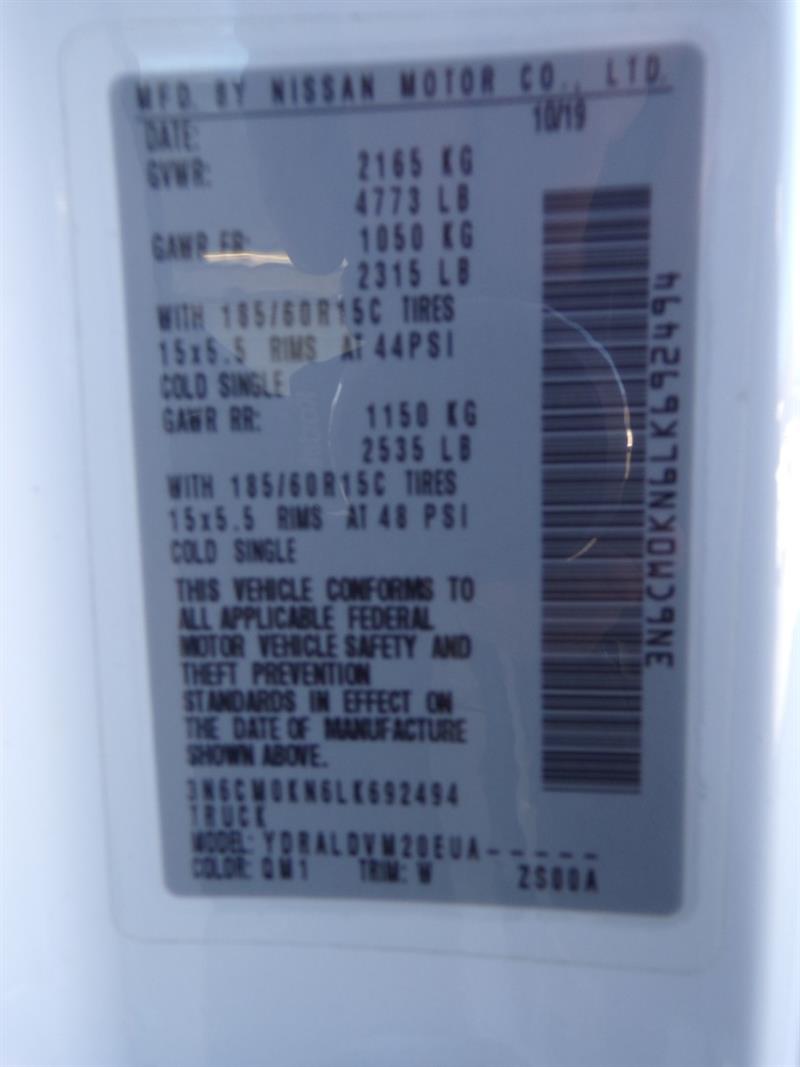 MFD. BY NISSAN MOTOR CO., LTD.
DATE: 10/19
GVWR: 2165 KG
4773 LB
GAWR FR: 1050 KG
2315 LB
WITH 185/60R15C TIRES
15x5.5 RIMS AT 44PSI
COLD SINGLE
GAWR RR: 1150 KG
2535 LB
WITH 185/60R15C TIRES
15x5.5 RIMS AT 48 PSI
COLD SINGLE
THIS VEHICLE CONFORMS TO
ALL APPLICABLE FEDERAL
MOTOR VEHICLE SAFETY AND
THEFT PREVENTION
STANDARDS IN EFFECT ON
THE DATE OF MANUFACTURE
SHOWN ABOVE.
3N6CM0KN6LK692494
TRUCK
MODEL: YDRALDVM20EUA-----
COLOR: QM1 TRIM: W ZS00A
3N6CM0KN6LK692494